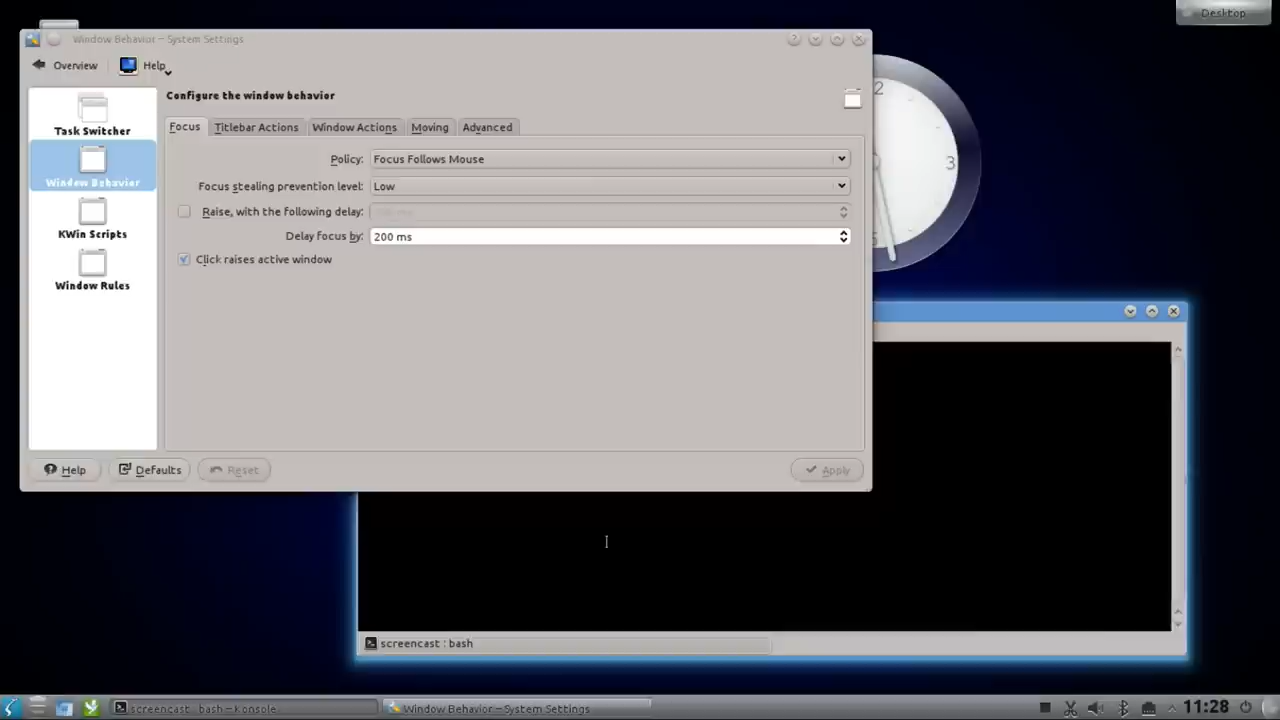 Desktop
Window Behavior – System Settings
Overview
Help
Configure the window behavior
Task Switcher
Window Behavior
KWin Scripts
Window Rules
Focus Titlebar Actions Window Actions Moving Advanced
Policy: Focus Follows Mouse
Focus stealing prevention level: Low
Raise, with the following delay:
Delay focus by: 200 ms
Click raises active window
Help Defaults Reset Apply
2
3
screencast : bash
screencast : bash – Konsole
Window Behavior – System Settings
11:28